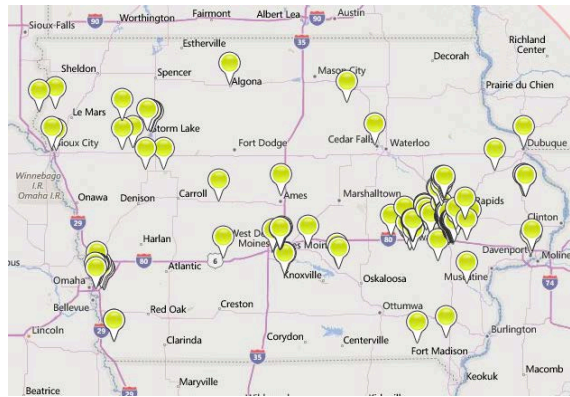 Sioux Falls
90
Worthington
Fairmont
Albert Lea
90
Austin
Estherville
35
Decorah
Richland
Center
Sheldon
Spencer
Algona
Mason City
Prairie du Chien
Le Mars
Storm Lake
Sioux City
Fort Dodge
Cedar Falls
Waterloo
Dubuque
Winnebago
I.R.
Omaha I.R.
Onawa
Denison
Carroll
Ames
Marshalltown
Rapids
29
Clinton
Harlan
West Des
Moines
80
Davenport
Moline
80
Atlantic
6
Omaha
Knoxville
Oskaloosa
Muscatine
74
Bellevue
Red Oak
Creston
Ottumwa
Lincoln
29
Clarinda
Corydon
Centerville
Fort Madison
Burlington
35
Macomb
Beatrice
29
Maryville
Keokuk